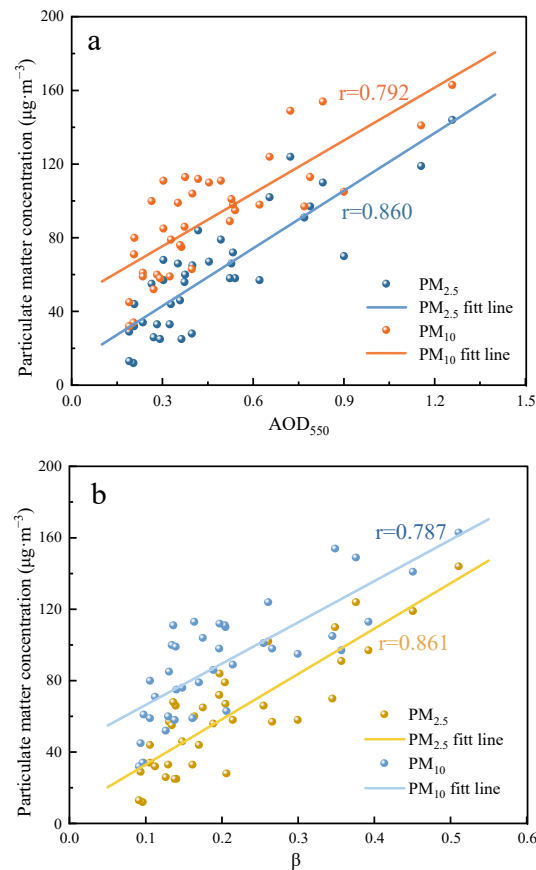 a
200
160
120
80
40
0
Particulate matter concentration (μg·m⁻³)
r=0.792
r=0.860
PM2.5
PM2.5 fitt line
PM10
PM10 fitt line
0.0 0.3 0.6 0.9 1.2 1.5
AOD550
b
200
160
120
80
40
0
Particulate matter concentration (μg·m⁻³)
r=0.787
r=0.861
PM2.5
PM2.5 fitt line
PM10
PM10 fitt line
0.0 0.1 0.2 0.3 0.4 0.5 0.6
β